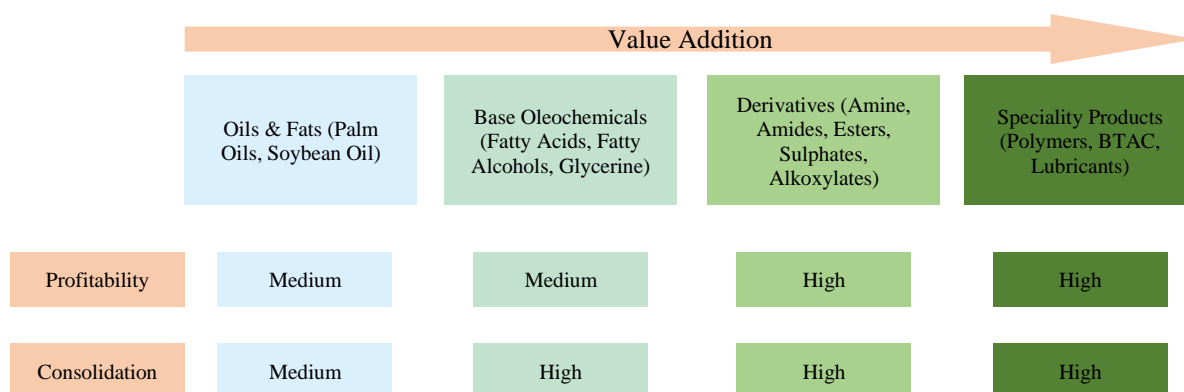 Value Addition
Oils & Fats (Palm
Oils, Soybean Oil)
Base Oleochemicals
(Fatty Acids, Fatty
Alcohols, Glycerine)
Derivatives (Amine,
Amides, Esters,
Sulphates,
Alkoxylates)
Speciality Products
(Polymers, BTAC,
Lubricants)
Profitability
Medium
Medium
High
High
Consolidation
Medium
High
High
High